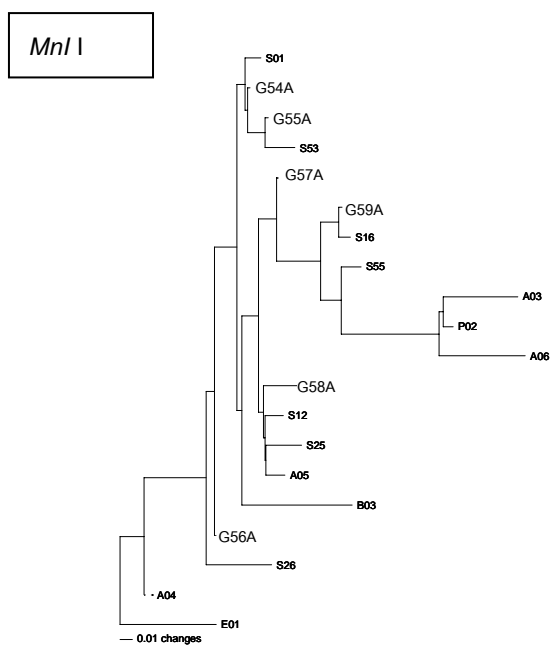 MnI I
S01
G54A
G55A
S53
G57A
G59A
S16
S55
A03
P02
A06
G58A
S12
S25
A05
B03
G56A
S26
A04
E01
0.01 changes